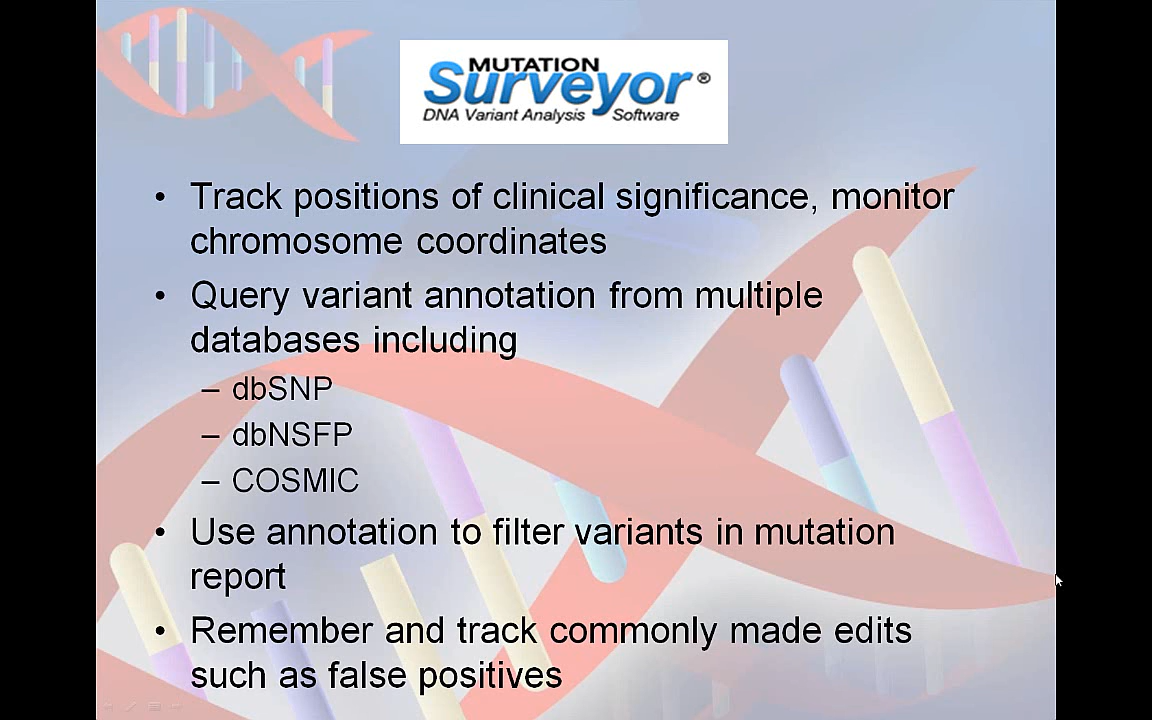 MUTATION
Surveyor ®
DNA Variant Analysis Software
• Track positions of clinical significance, monitor
chromosome coordinates
• Query variant annotation from multiple
databases including
– dbSNP
– dbNSFP
– COSMIC
• Use annotation to filter variants in mutation
report
• Remember and track commonly made edits
such as false positives